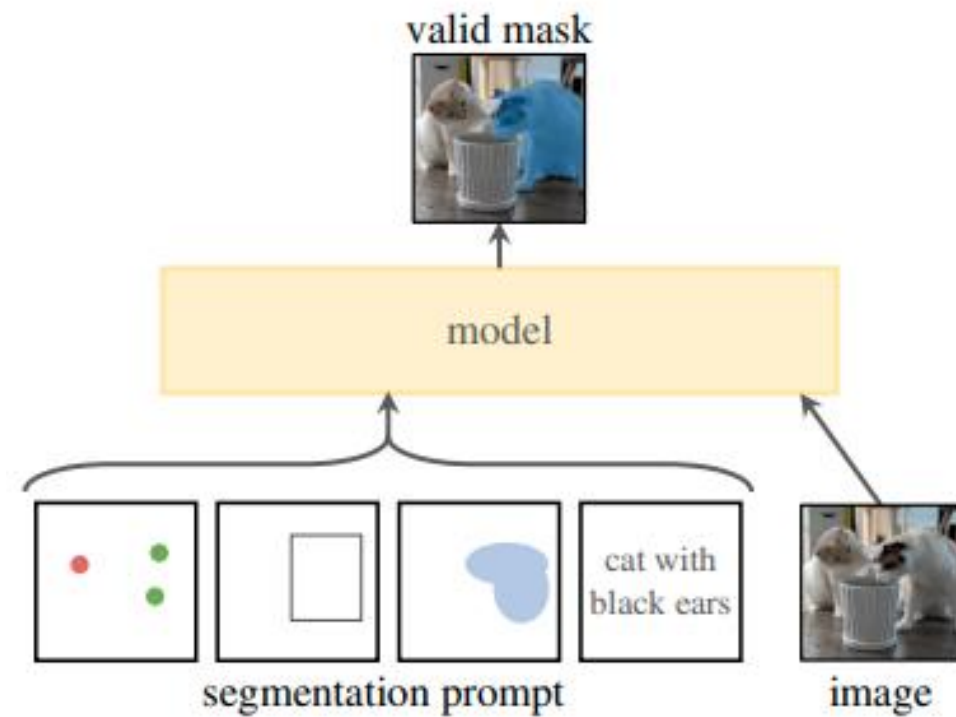 valid mask
model
cat with
black ears
segmentation prompt
image